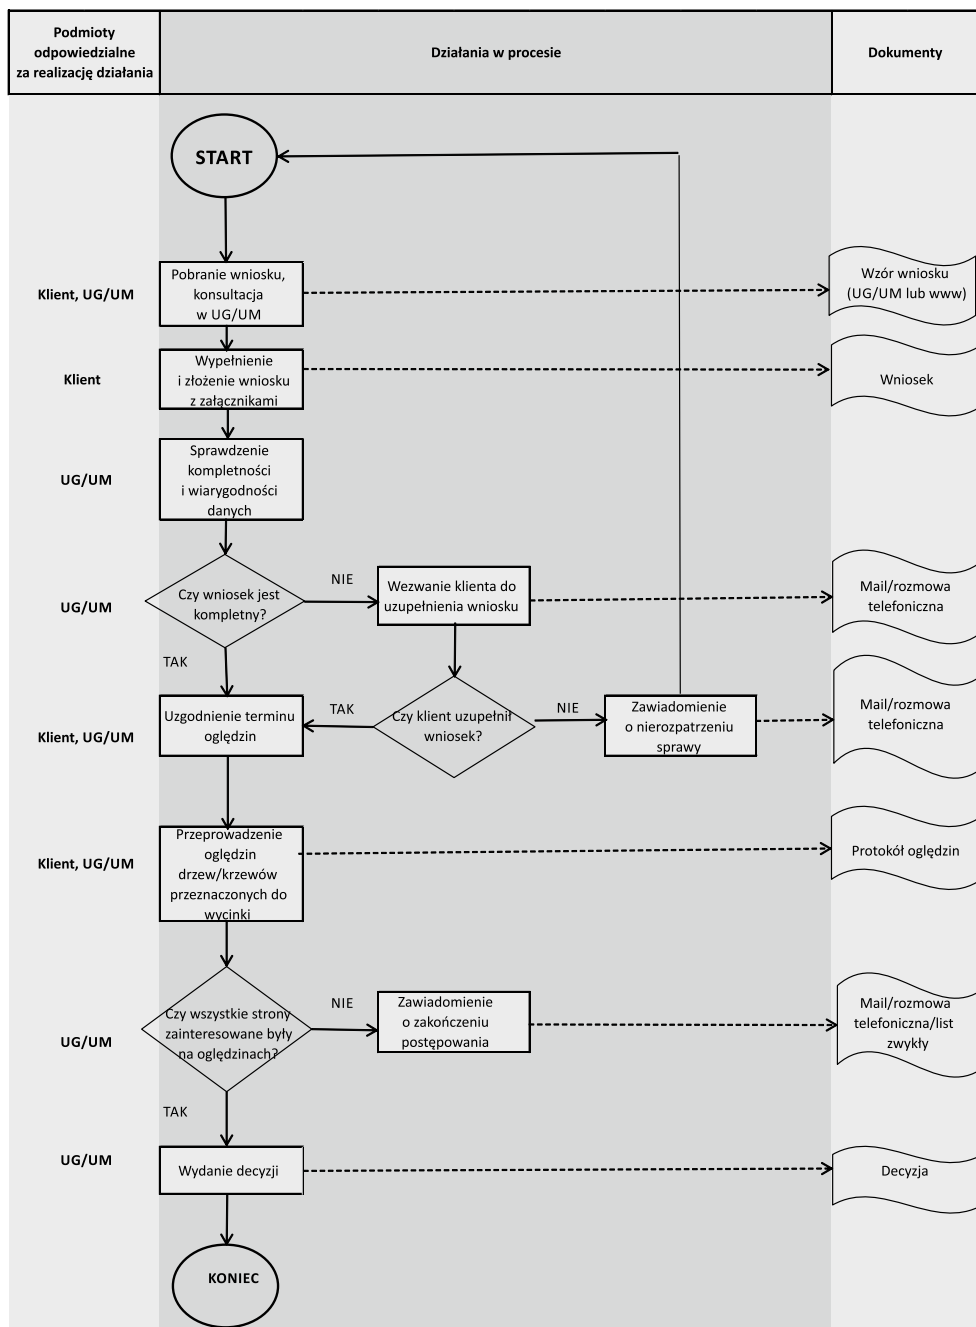 Podmioty
odpowiedzialne
za realizację działania
Działania w procesie
Dokumenty
START
Klient, UG/UM
Pobranie wniosku,
konsultacja
w UG/UM
Wzór wniosku
(UG/UM lub www)
Klient
Wypełnienie
i złożenie wniosku
z załącznikami
Wniosek
UG/UM
Sprawdzenie
kompletności
i wiarygodności
danych
UG/UM
Czy wniosek jest
kompletny?
NIE
Wezwanie klienta do
uzupełnienia wniosku
Mail/rozmowa
telefoniczna
TAK
Klient, UG/UM
Uzgodnienie terminu
oględzin
TAK
Czy klient uzupełnił
wniosek?
NIE
Zawiadomienie
o nierozpatrzeniu
sprawy
Mail/rozmowa
telefoniczna
Klient, UG/UM
Przeprowadzenie
oględzin
drzew/krzewów
przeznaczonych do
wycinki
Protokół oględzin
UG/UM
Czy wszystkie strony
zainteresowane były
na oględzinach?
NIE
Zawiadomienie
o zakończeniu
postępowania
Mail/rozmowa
telefoniczna/list
zwykły
TAK
UG/UM
Wydanie decyzji
Decyzja
KONIEC